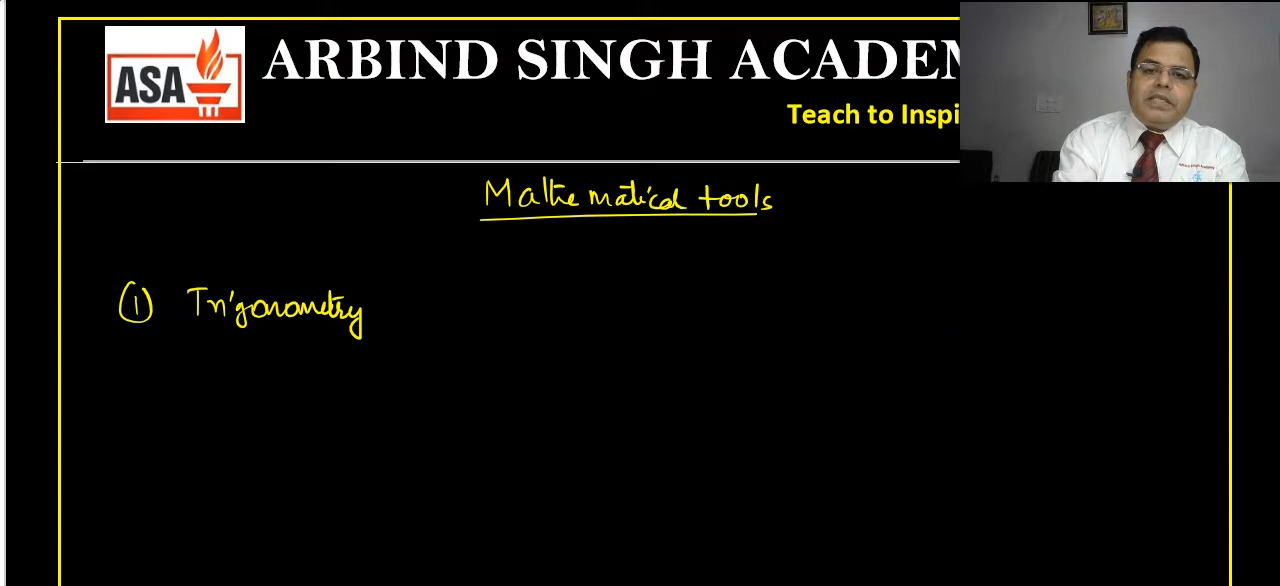 ASA
ARBIND SINGH ACADEM
Teach to Inspi
Mathematical tools
① Trigonometry